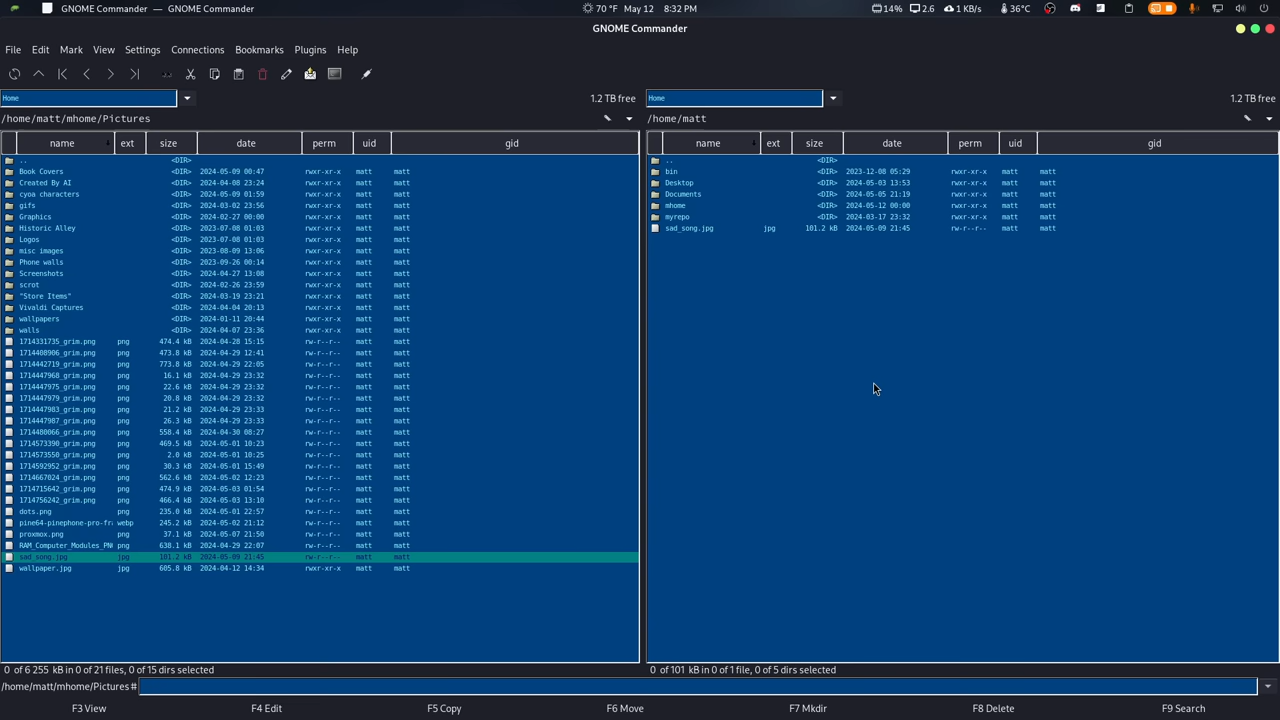 GNOME Commander — GNOME Commander
70 °F May 12 8:32 PM
14% 2.6 1 KB/s 36°C
GNOME Commander
File Edit Mark View Settings Connections Bookmarks Plugins Help
Home 1.2 TB free
/home/matt/mhome/Pictures
name ext size date perm uid gid
.. <DIR>
Book Covers <DIR> 2024-05-09 00:47 rwxr-xr-x matt matt
Created By AI <DIR> 2024-04-08 23:24 rwxr-xr-x matt matt
cyoa characters <DIR> 2024-05-09 01:59 rwxr-xr-x matt matt
gifs <DIR> 2024-03-02 23:56 rwxr-xr-x matt matt
Graphics <DIR> 2024-02-27 00:00 rwxr-xr-x matt matt
Historic Alley <DIR> 2023-07-08 01:03 rwxr-xr-x matt matt
Logos <DIR> 2023-07-08 01:03 rwxr-xr-x matt matt
misc images <DIR> 2023-08-09 13:06 rwxr-xr-x matt matt
Phone walls <DIR> 2023-09-26 00:14 rwxr-xr-x matt matt
Screenshots <DIR> 2024-04-27 13:08 rwxr-xr-x matt matt
scrot <DIR> 2024-02-26 23:59 rwxr-xr-x matt matt
"Store Items" <DIR> 2024-03-19 23:21 rwxr-xr-x matt matt
Vivaldi Captures <DIR> 2024-04-04 20:13 rwxr-xr-x matt matt
wallpapers <DIR> 2024-01-11 20:44 rwxr-xr-x matt matt
walls <DIR> 2024-04-07 23:36 rwxr-xr-x matt matt
1714331735_grim.png png 474.4 kB 2024-04-28 15:15 rw-r--r-- matt matt
1714408906_grim.png png 473.8 kB 2024-04-29 12:41 rw-r--r-- matt matt
1714442719_grim.png png 773.8 kB 2024-04-29 22:05 rw-r--r-- matt matt
1714447968_grim.png png 16.1 kB 2024-04-29 23:32 rw-r--r-- matt matt
1714447975_grim.png png 22.6 kB 2024-04-29 23:32 rw-r--r-- matt matt
1714447979_grim.png png 20.8 kB 2024-04-29 23:32 rw-r--r-- matt matt
1714447983_grim.png png 21.2 kB 2024-04-29 23:33 rw-r--r-- matt matt
1714447987_grim.png png 26.3 kB 2024-04-29 23:33 rw-r--r-- matt matt
1714480066_grim.png png 558.4 kB 2024-04-30 08:27 rw-r--r-- matt matt
1714573390_grim.png png 469.5 kB 2024-05-01 10:23 rw-r--r-- matt matt
1714573550_grim.png png 2.0 kB 2024-05-01 10:25 rw-r--r-- matt matt
1714592952_grim.png png 30.3 kB 2024-05-01 15:49 rw-r--r-- matt matt
1714667024_grim.png png 562.6 kB 2024-05-02 12:23 rw-r--r-- matt matt
1714715642_grim.png png 474.9 kB 2024-05-03 01:54 rw-r--r-- matt matt
1714756242_grim.png png 466.4 kB 2024-05-03 13:10 rw-r--r-- matt matt
dots.png png 235.0 kB 2024-05-01 22:57 rw-r--r-- matt matt
pine64-pinephone-pro-fr webp 245.2 kB 2024-05-02 21:12 rw-r--r-- matt matt
proxmox.png png 37.1 kB 2024-05-07 21:50 rw-r--r-- matt matt
RAM_Computer_Modules_PN png 638.1 kB 2024-04-29 22:07 rw-r--r-- matt matt
sad_song.jpg jpg 101.2 kB 2024-05-09 21:45 rw-r--r-- matt matt
wallpaper.jpg jpg 605.8 kB 2024-04-12 14:34 rwxr-xr-x matt matt
0 of 6 255 kB in 0 of 21 files, 0 of 15 dirs selected
Home 1.2 TB free
/home/matt
name ext size date perm uid gid
.. <DIR>
bin <DIR> 2023-12-08 05:29 rwxr-xr-x matt matt
Desktop <DIR> 2024-05-03 13:53 rwxr-xr-x matt matt
Documents <DIR> 2024-05-05 21:19 rwxr-xr-x matt matt
mhome <DIR> 2024-05-12 00:00 rwxr-xr-x matt matt
myrepo <DIR> 2024-03-17 23:32 rwxr-xr-x matt matt
sad_song.jpg jpg 101.2 kB 2024-05-09 21:45 rw-r--r-- matt matt
0 of 101 kB in 0 of 1 file, 0 of 5 dirs selected
/home/matt/mhome/Pictures#
F3 View F4 Edit F5 Copy F6 Move F7 Mkdir F8 Delete F9 Search